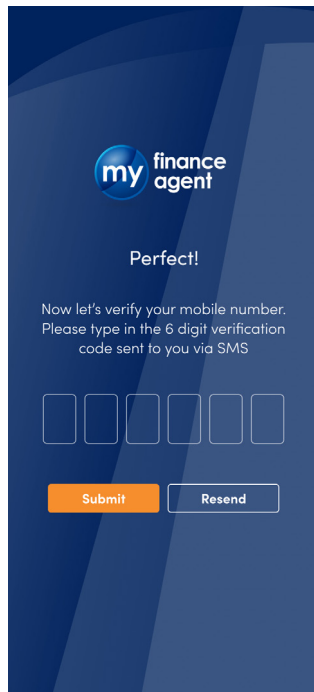 my finance
agent
Perfect!
Now let's verify your mobile number.
Please type in the 6 digit verification
code sent to you via SMS
Submit Resend